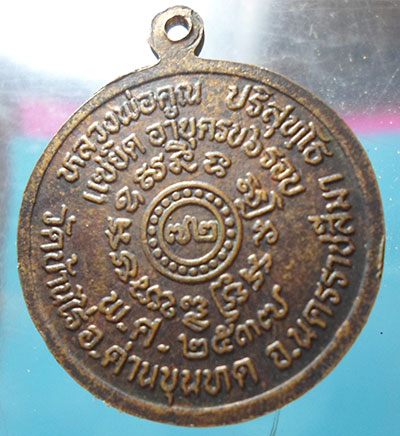 หลวงพ่อคูณ ปริสุทฺโธ
แซยิด อายุครบ ๖ รอบ
๗๒
พ.ศ. ๒๕๓๗
วัดบ้านไร่ อ.ด่านขุนทด จ.นครราชสีมา